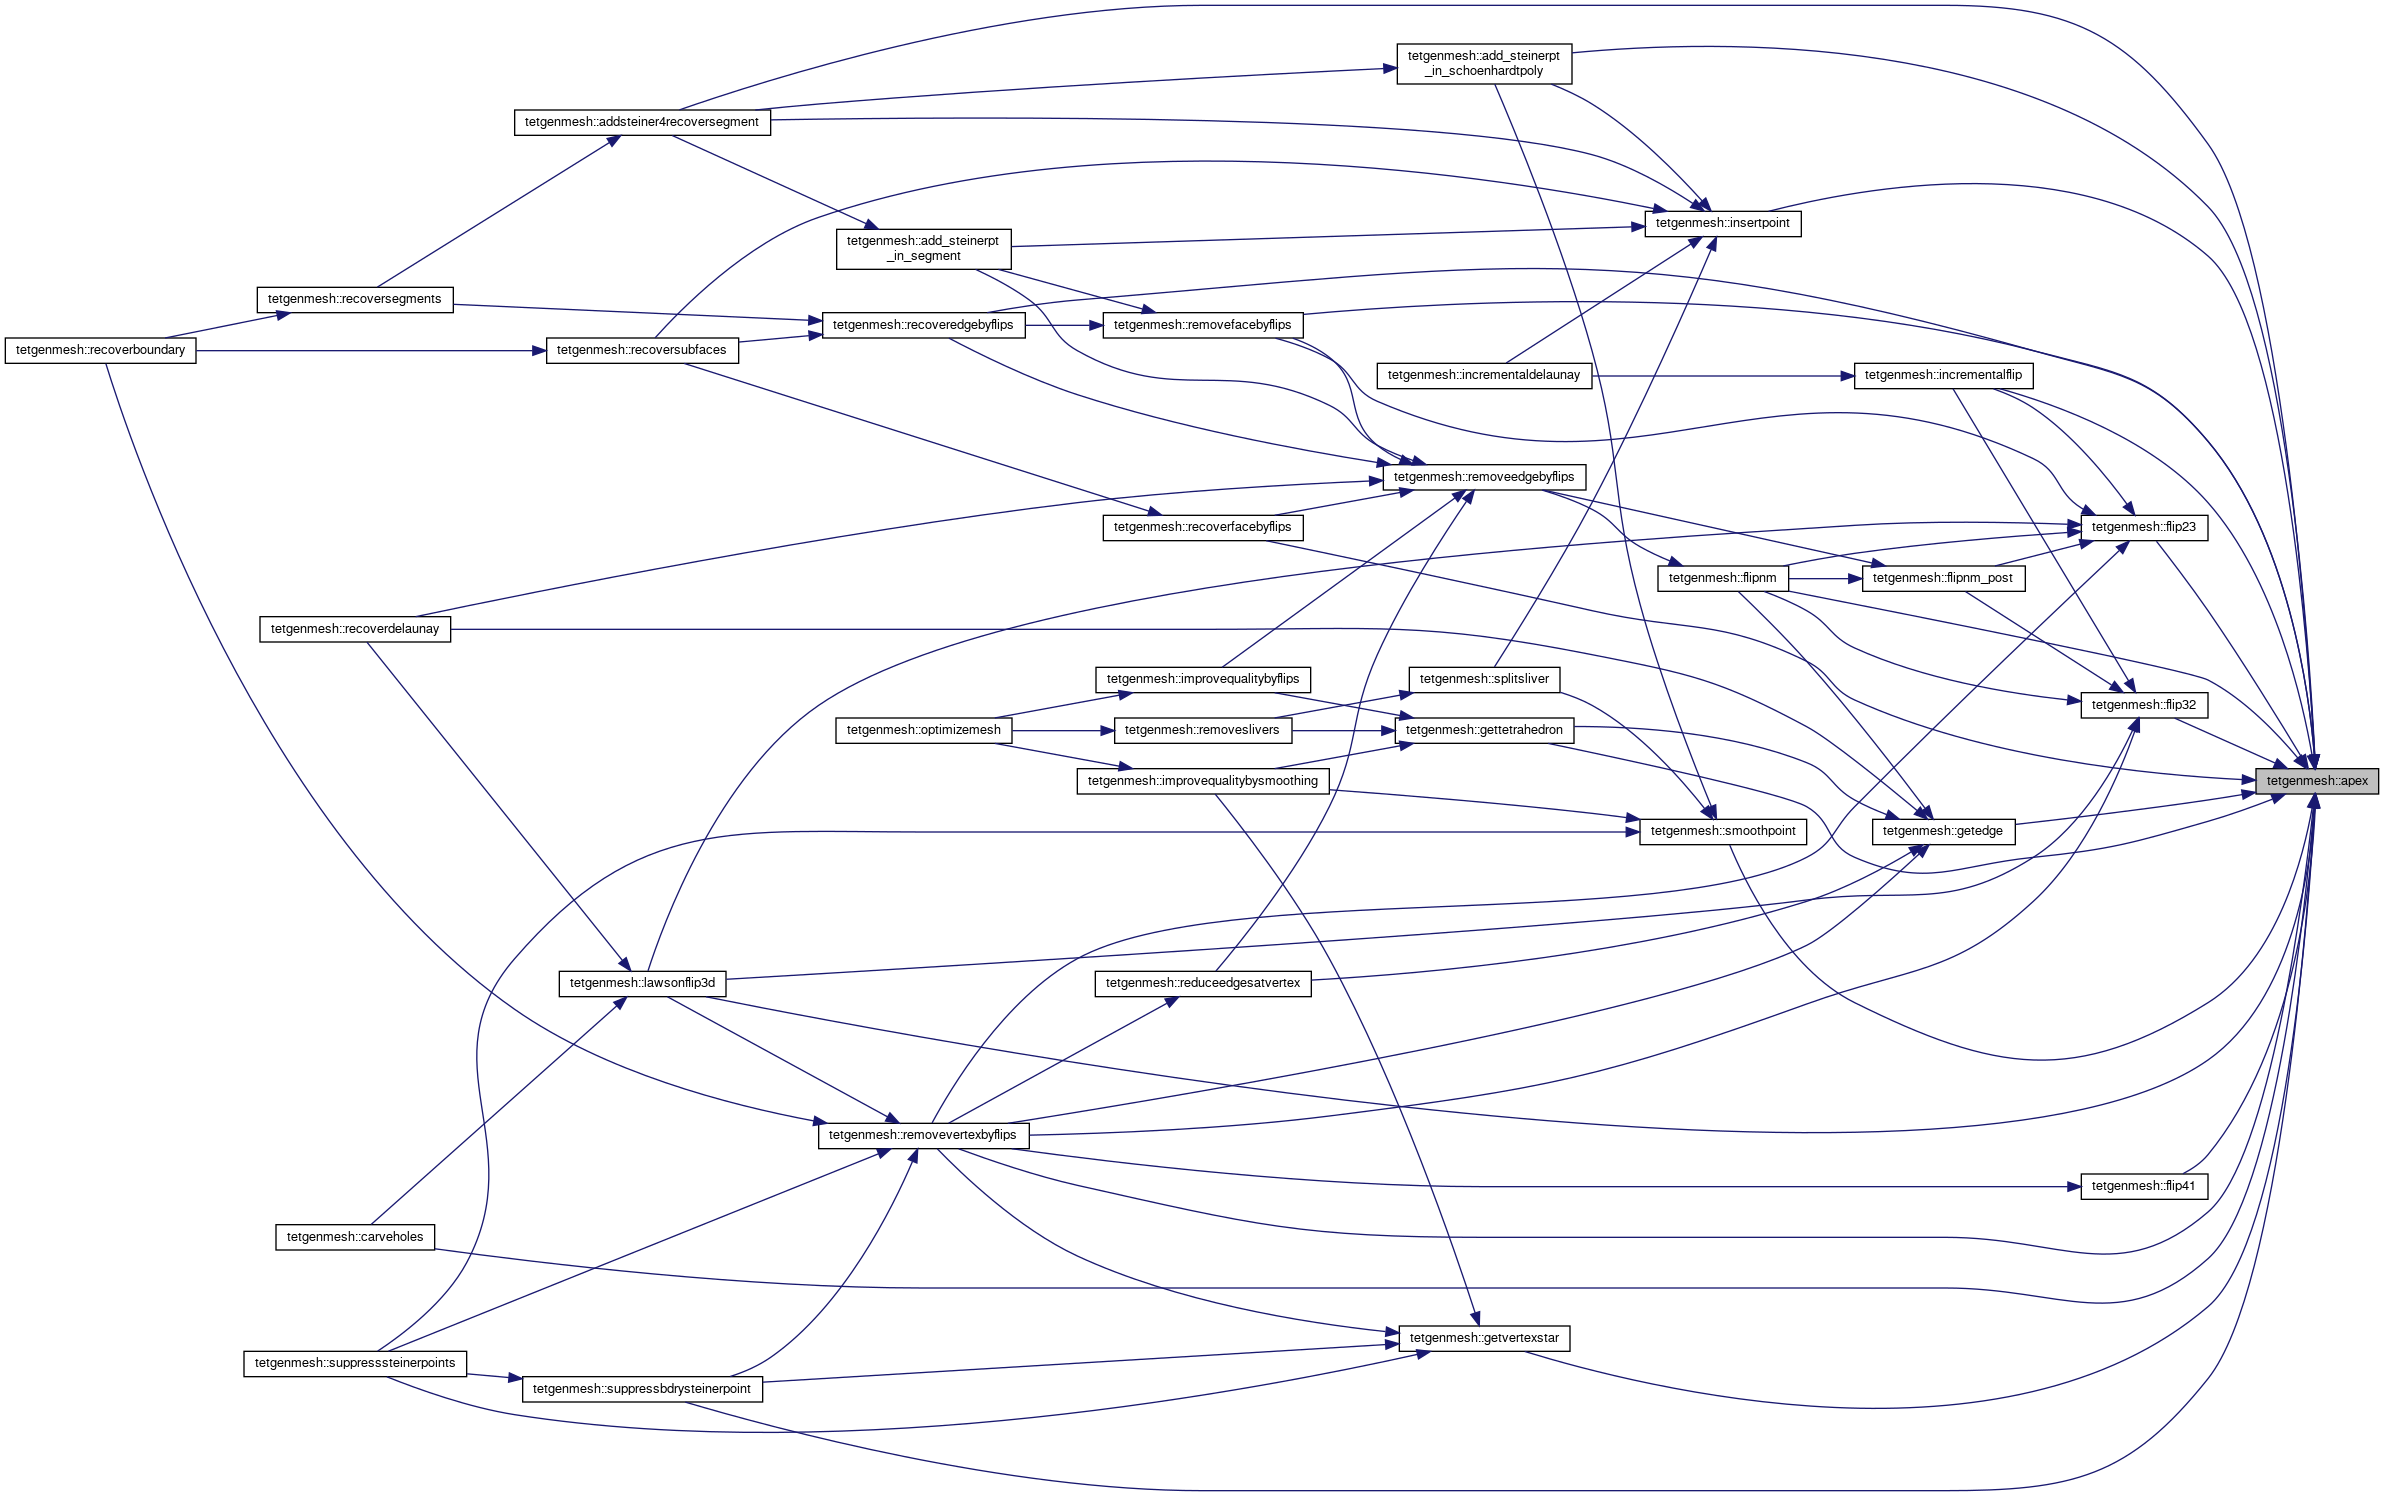 tetgenmesh::add_steinerpt
_in_schoenhardtpoly
tetgenmesh::addsteiner4recoversegment
tetgenmesh::insertpoint
tetgenmesh::add_steinerpt
_in_segment
tetgenmesh::recoversegments
tetgenmesh::recoveredgebyflips
tetgenmesh::removefacebyflips
tetgenmesh::recoverboundary
tetgenmesh::recoversubfaces
tetgenmesh::incrementaldelaunay
tetgenmesh::incrementalflip
tetgenmesh::removeedgebyflips
tetgenmesh::recoverfacebyflips
tetgenmesh::flip23
tetgenmesh::flipnm
tetgenmesh::flipnm_post
tetgenmesh::recoverdelaunay
tetgenmesh::improvequalitybyflips
tetgenmesh::splitsliver
tetgenmesh::flip32
tetgenmesh::optimizemesh
tetgenmesh::removeslivers
tetgenmesh::gettetrahedron
tetgenmesh::improvequalitybysmoothing
tetgenmesh::apex
tetgenmesh::smoothpoint
tetgenmesh::getedge
tetgenmesh::lawsonflip3d
tetgenmesh::reduceedgesatvertex
tetgenmesh::removevertexbyflips
tetgenmesh::flip41
tetgenmesh::carveholes
tetgenmesh::getvertexstar
tetgenmesh::suppresssteinerpoints
tetgenmesh::suppressbdrysteinerpoint